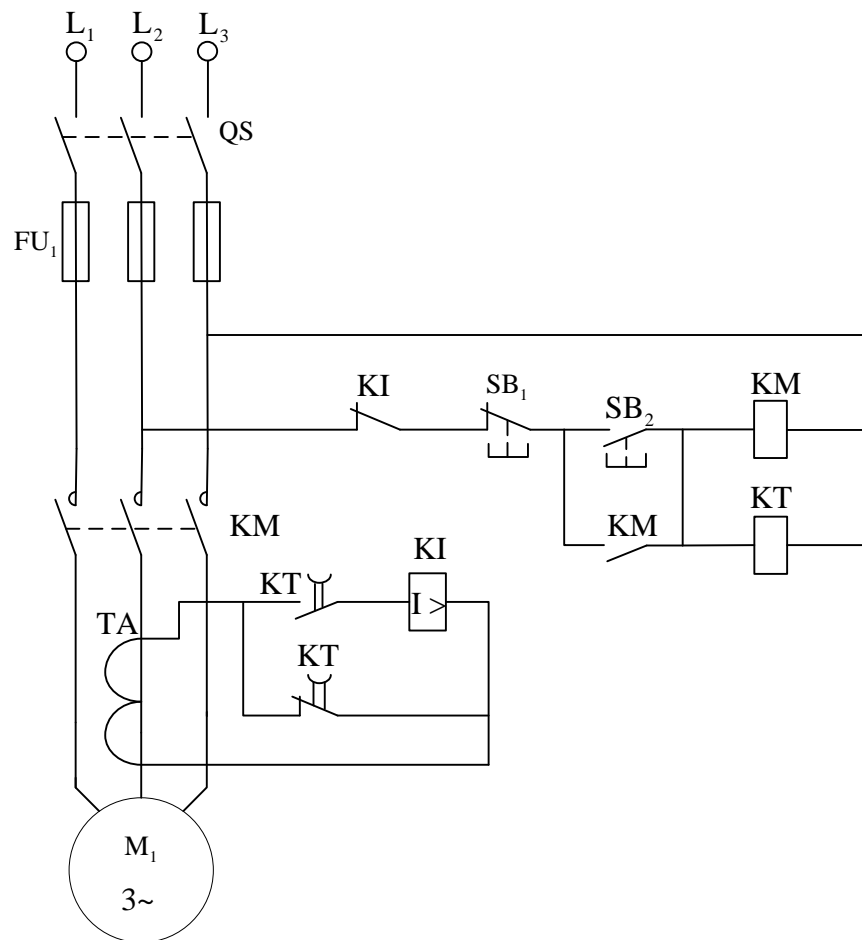 L₁ L₂ L₃
QS
FU₁
KI SB₁ SB₂ KM
KM KT
KM
KI
KT
I >
TA
KT
M₁
3~